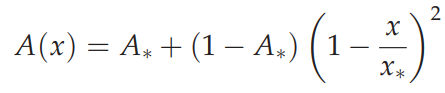 A(x) = A_* + (1 − A_*) (1 − x/x_*)^2